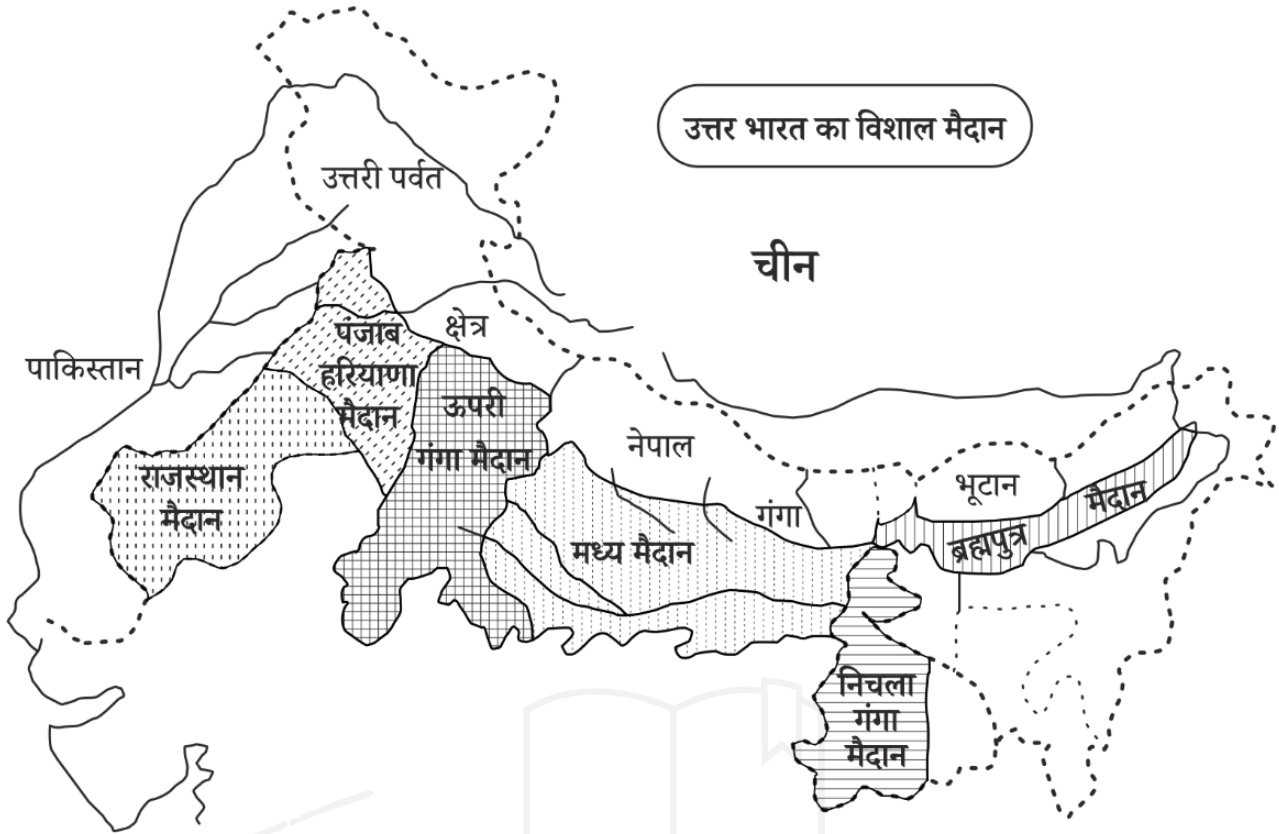 उत्तर भारत का विशाल मैदान
उत्तरी पर्वत
चीन
क्षेत्र
पंजाब
हरियाणा
मैदान
पाकिस्तान
ऊपरी
गंगा मैदान
राजस्थान
मैदान
नेपाल
गंगा
मध्य मैदान
भूटान
ब्रह्मपुत्र
मैदान
निचला
गंगा
मैदान